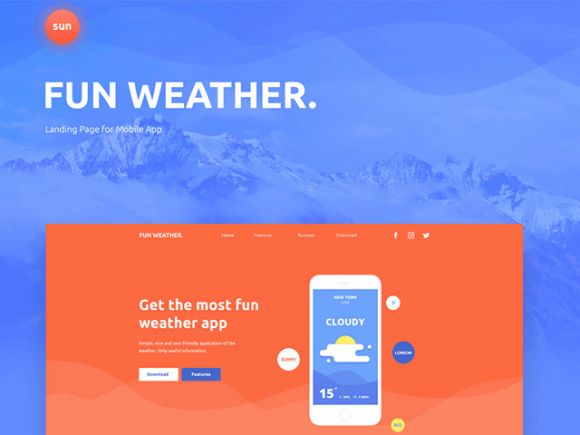 sun
FUN WEATHER.
Landing Page for Mobile App
FUN WEATHER.
Home
Features
Reviews
Download
Get the most fun
weather app
Simple, nice and user-friendly application of the
weather. Only useful information
Download
Features
NEW YORK
CLOUDY
SUNNY
LONDON
15°